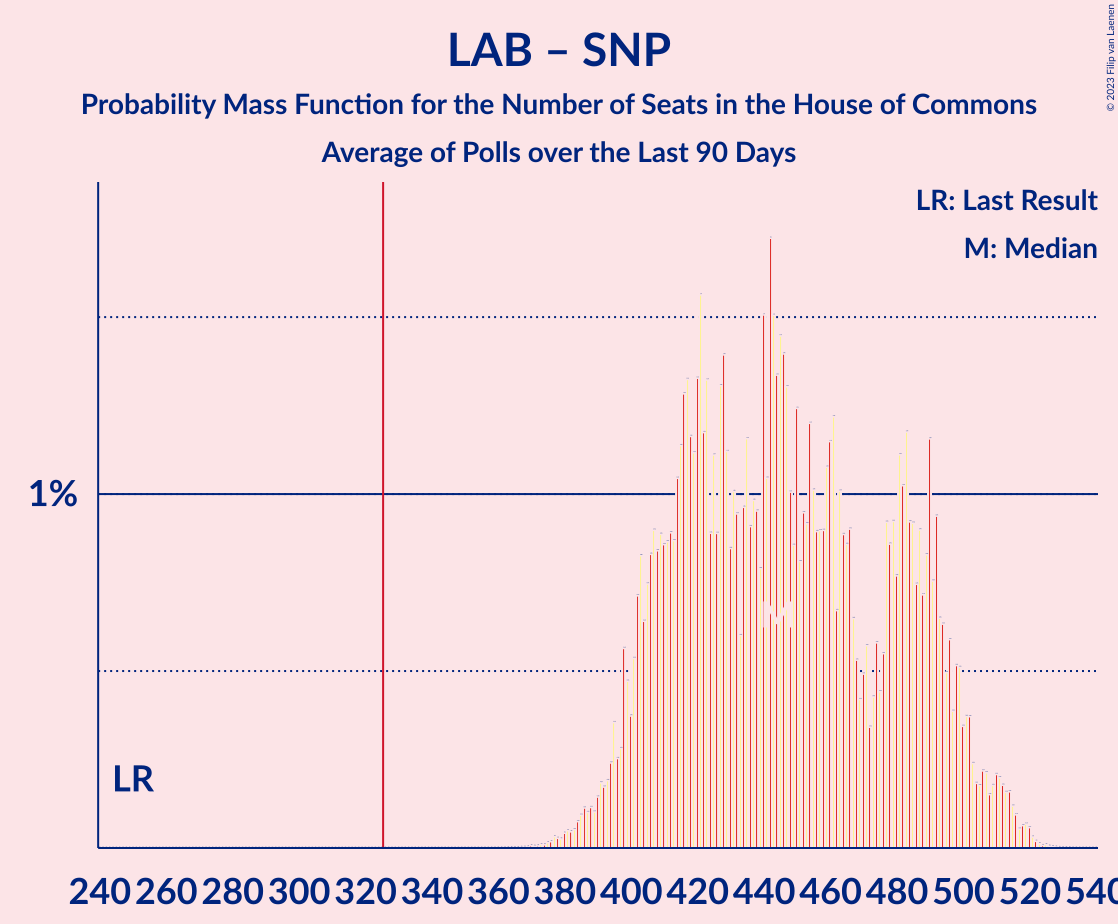 LAB – SNP
Probability Mass Function for the Number of Seats in the House of Commons
Average of Polls over the Last 90 Days
© 2023 Filip van Laenen
LR: Last Result
M: Median
1%
M
LR
240 260 280 300 320 340 360 380 400 420 440 460 480 500 520 540